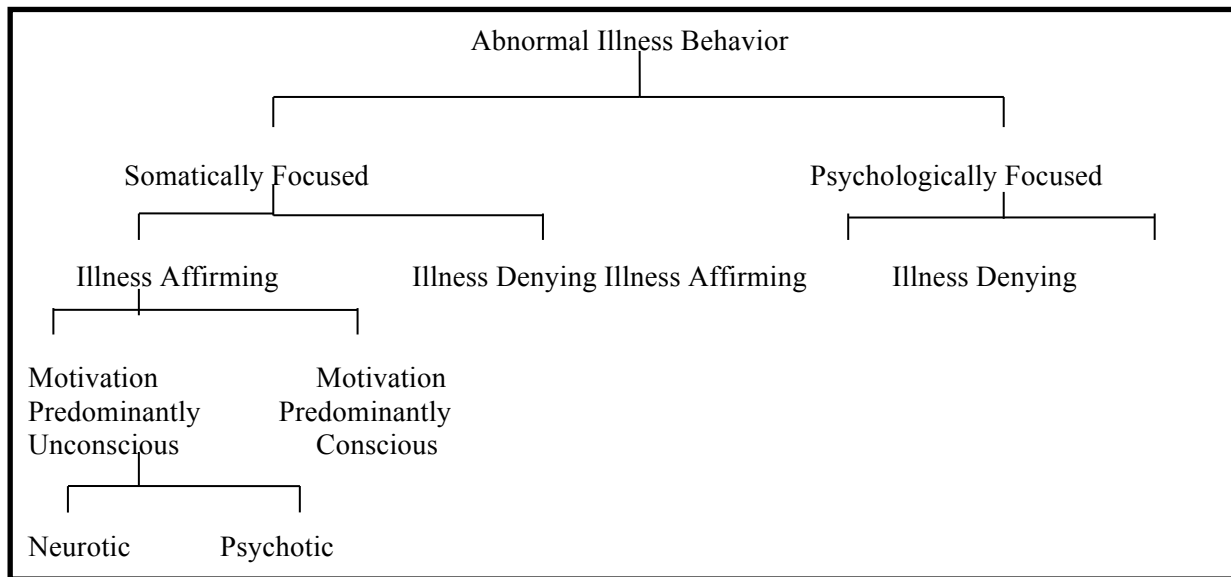 Abnormal Illness Behavior
Somatically Focused Psychologically Focused
Illness Affirming Illness Denying Illness Affirming Illness Denying
Motivation Motivation
Predominantly Predominantly
Unconscious Conscious
Neurotic Psychotic